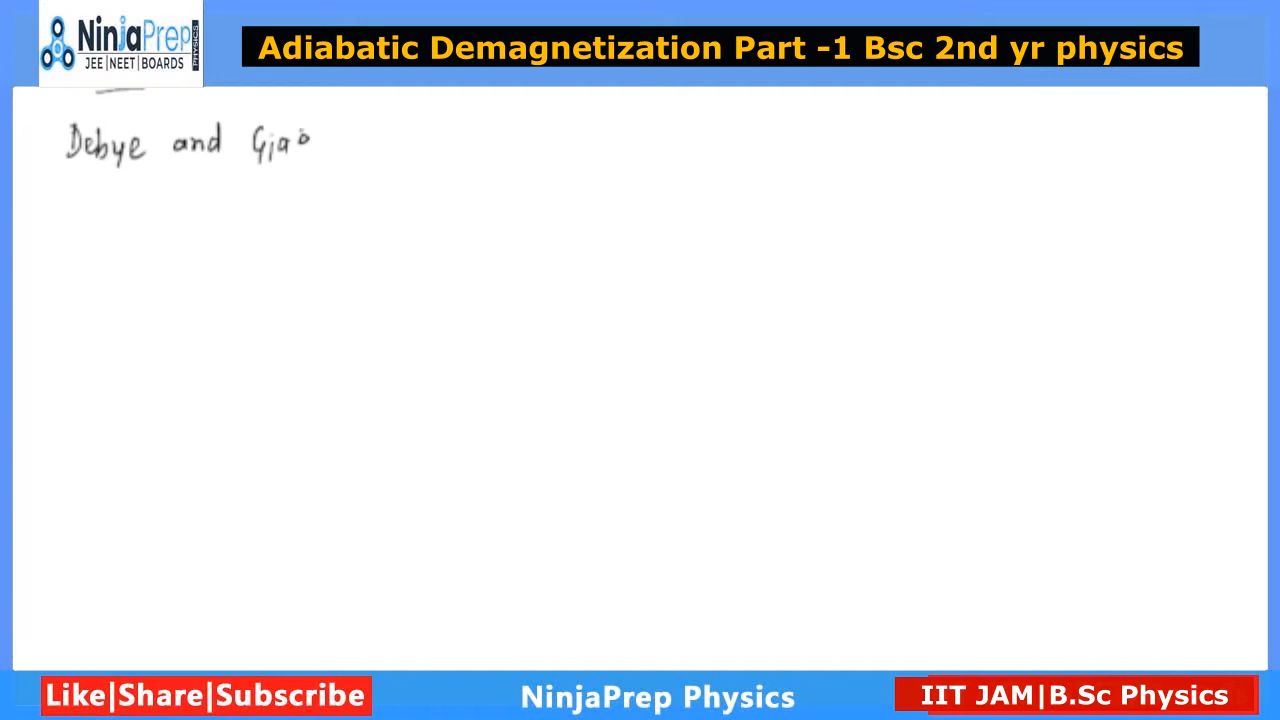 NinjaPrep
PHYSICS
JEE|NEET|BOARDS
Adiabatic Demagnetization Part -1 Bsc 2nd yr physics
Debye and Giao
Like|Share|Subscribe
NinjaPrep Physics
IIT JAM|B.Sc Physics